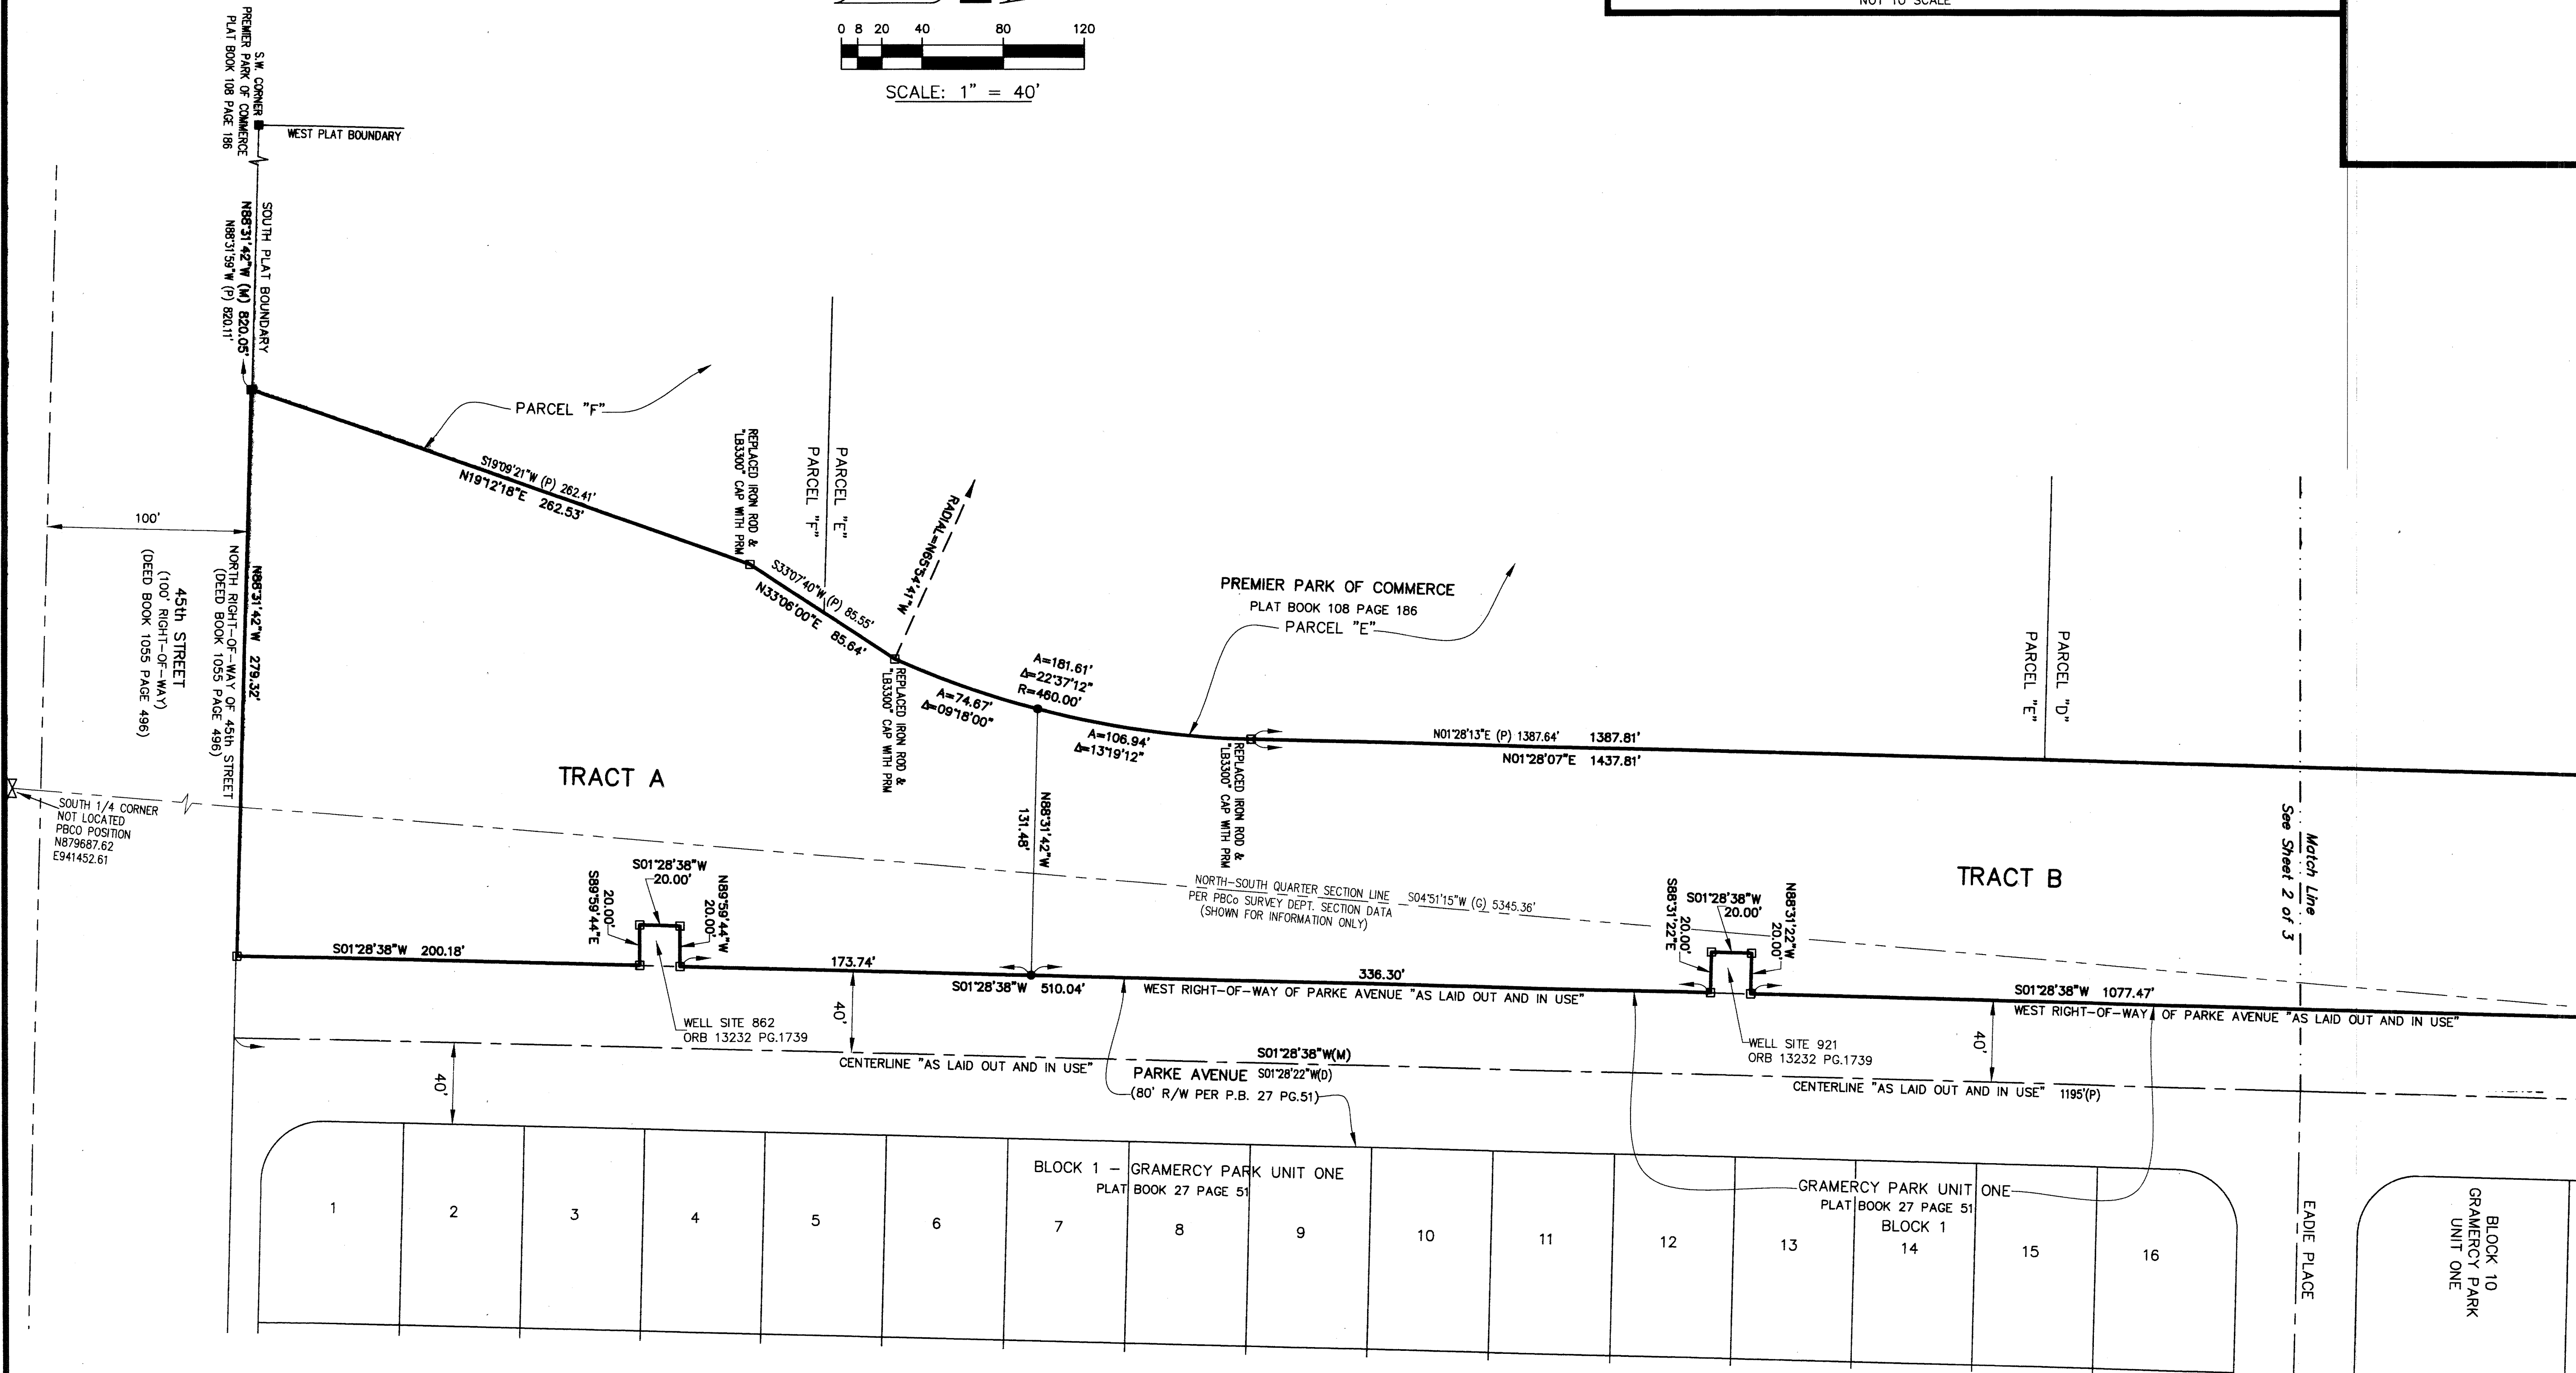 NOT TO SCALE
0 8 20 40 80 120
SCALE: 1" = 40'
S.W. CORNER
PREMIER PARK OF COMMERCE
PLAT BOOK 108 PAGE 186
WEST PLAT BOUNDARY
SOUTH PLAT BOUNDARY
N88°31'42"W (M) 820.05'
N88°31'59"W (P) 820.11'
PARCEL "F"
S19°09'21"W (P) 262.41'
N19°12'18"E 262.53'
REPLACED IRON ROD &
"LB3300" CAP WITH PRM
PARCEL "E"
PARCEL "F"
S33°07'40"W (P) 85.55'
N33°06'00"E 85.64'
RADIAL=N65°54'41"W
REPLACED IRON ROD &
"LB3300" CAP WITH PRM
A=181.61'
Δ=22°37'12"
R=460.00'
A=74.67'
Δ=09°18'00"
A=106.94'
Δ=13°19'12"
PREMIER PARK OF COMMERCE
PLAT BOOK 108 PAGE 186
PARCEL "E"
REPLACED IRON ROD &
"LB3300" CAP WITH PRM
N01°28'13"E (P) 1387.64' 1387.81'
N01°28'07"E 1437.81'
PARCEL "D"
PARCEL "E"
Match Line
See Sheet 2 of 3
100'
N88°31'42"W 279.32'
NORTH RIGHT-OF-WAY OF 45th STREET
(DEED BOOK 1055 PAGE 496)
45th STREET
(100' RIGHT-OF-WAY)
(DEED BOOK 1055 PAGE 496)
SOUTH 1/4 CORNER
NOT LOCATED
PBCO POSITION
N879687.62
E941452.61
TRACT A
N88°31'42"W
131.48'
NORTH-SOUTH QUARTER SECTION LINE S04°51'15"W (G) 5345.36'
PER PBCo SURVEY DEPT. SECTION DATA
(SHOWN FOR INFORMATION ONLY)
TRACT B
S01°28'38"W
20.00'
S89°59'44"E
20.00'
N89°59'44"W
20.00'
S01°28'38"W
20.00'
S88°31'22"E
20.00'
N88°31'22"W
20.00'
S01°28'38"W 200.18'
173.74'
S01°28'38"W 510.04'
336.30'
WEST RIGHT-OF-WAY OF PARKE AVENUE "AS LAID OUT AND IN USE"
S01°28'38"W 1077.47'
WEST RIGHT-OF-WAY OF PARKE AVENUE "AS LAID OUT AND IN USE"
WELL SITE 862
ORB 13232 PG.1739
40'
WELL SITE 921
ORB 13232 PG.1739
40'
40'
CENTERLINE "AS LAID OUT AND IN USE"
S01°28'38"W(M)
PARKE AVENUE S01°28'22"W(D)
(80' R/W PER P.B. 27 PG.51)
CENTERLINE "AS LAID OUT AND IN USE" 1195'(P)
BLOCK 1 - GRAMERCY PARK UNIT ONE
PLAT BOOK 27 PAGE 51
GRAMERCY PARK UNIT ONE
PLAT BOOK 27 PAGE 51
BLOCK 1
1 2 3 4 5 6 7 8 9 10 11 12 13 14 15 16
EADIE PLACE
BLOCK 10
GRAMERCY PARK
UNIT ONE